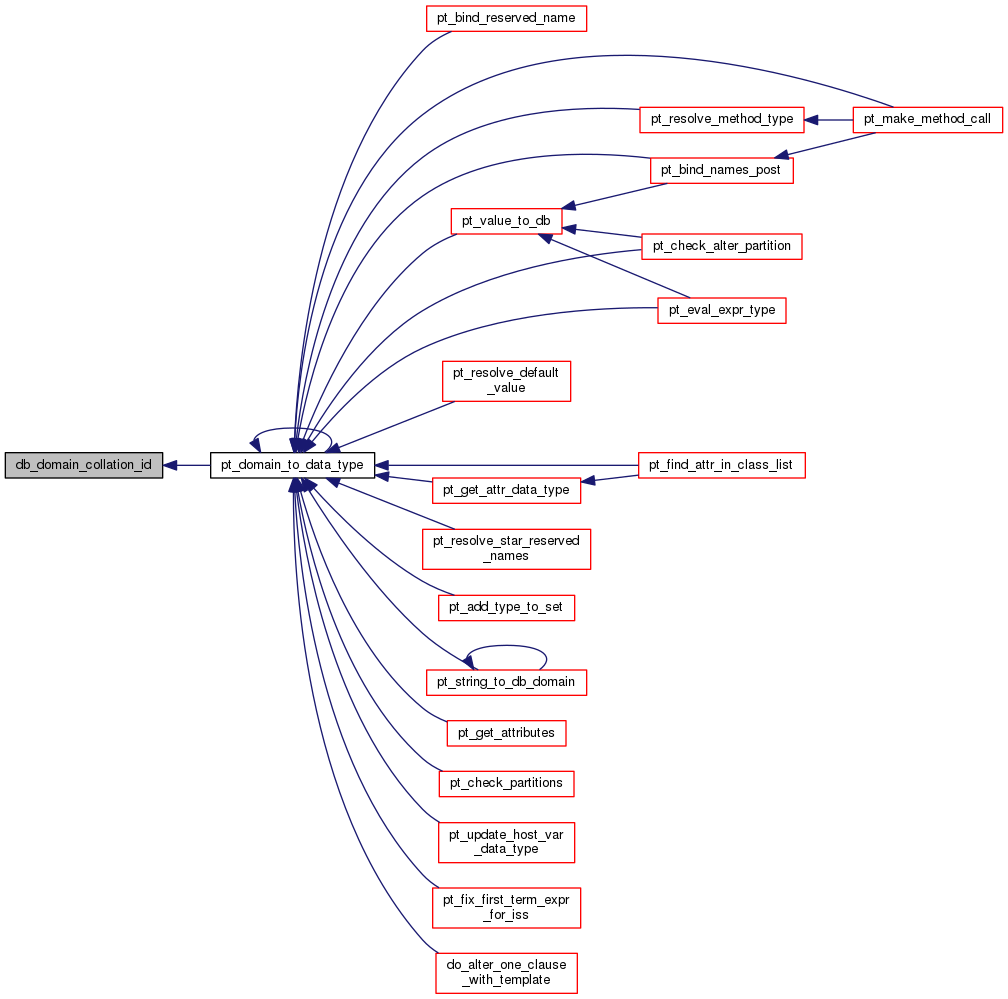 pt_bind_reserved_name
pt_resolve_method_type
pt_make_method_call
pt_bind_names_post
pt_value_to_db
pt_check_alter_partition
pt_eval_expr_type
pt_resolve_default
_value
db_domain_collation_id
pt_domain_to_data_type
pt_find_attr_in_class_list
pt_get_attr_data_type
pt_resolve_star_reserved
_names
pt_add_type_to_set
pt_string_to_db_domain
pt_get_attributes
pt_check_partitions
pt_update_host_var
_data_type
pt_fix_first_term_expr
_for_iss
do_alter_one_clause
_with_template